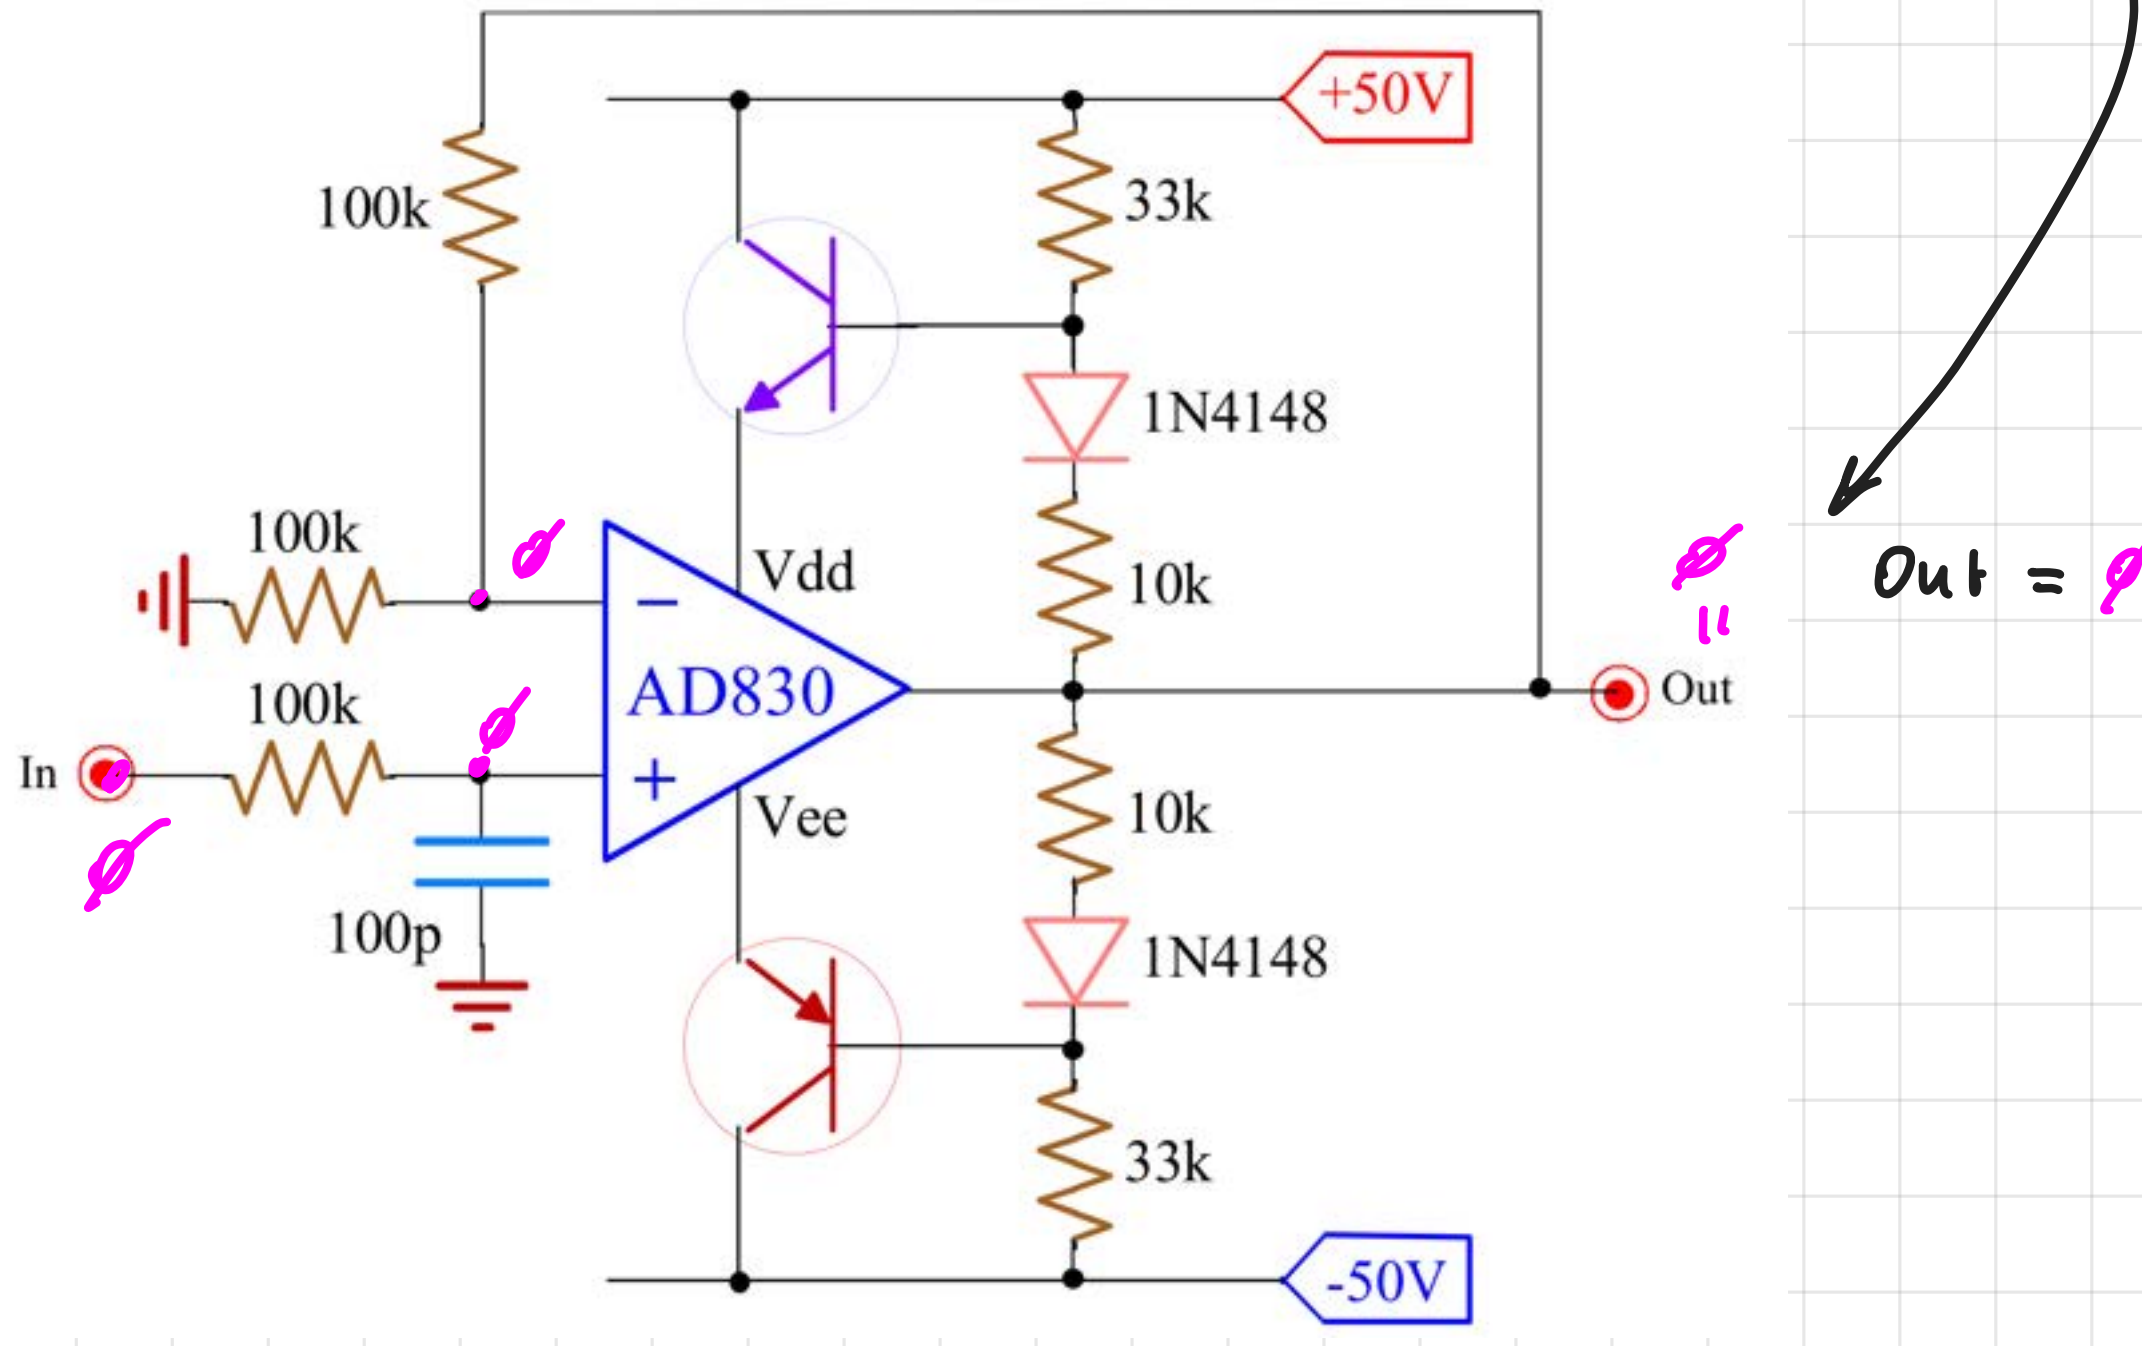 +50V
100k
33k
1N4148
100k
Ø
Vdd
10k
Ø
Out = Ø
100k
Ø
AD830
Out
In
Ø
Vee
10k
100p
1N4148
33k
-50V